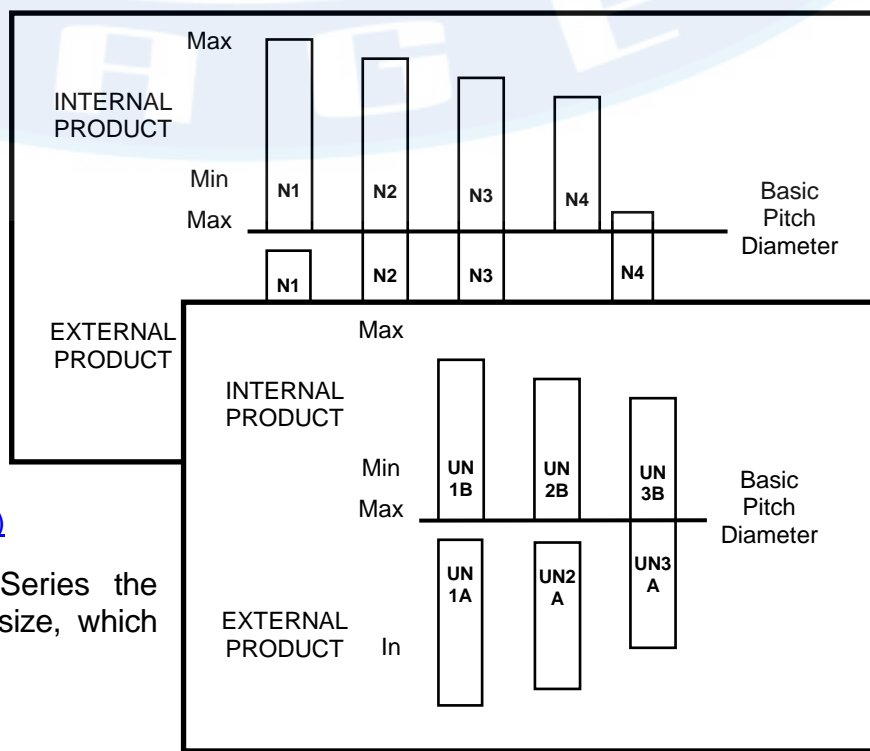 Max
INTERNAL
PRODUCT
Min
N1
N2
N3
N4
Max
Basic
Pitch
Diameter
N1
N2
N3
N4
EXTERNAL
PRODUCT
Max
INTERNAL
PRODUCT
Min
UN
1B
UN
2B
UN
3B
Max
Basic
Pitch
Diameter
UN
1A
UN2
A
UN3
A
EXTERNAL
PRODUCT
In
)
Series the
size, which